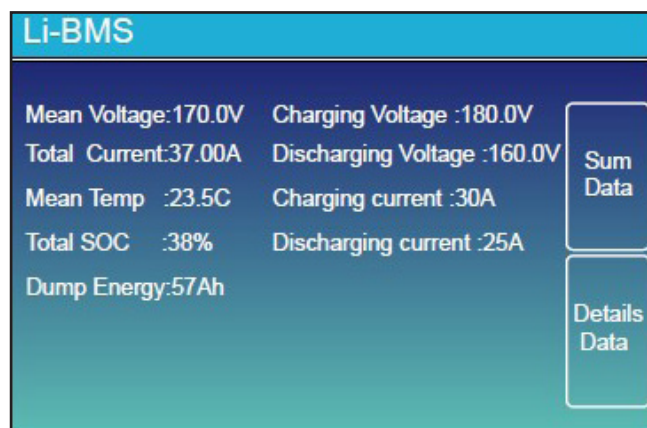 Li-BMS
Mean Voltage:170.0V
Total Current:37.00A
Mean Temp :23.5C
Total SOC :38%
Dump Energy:57Ah
Charging Voltage :180.0V
Discharging Voltage :160.0V
Charging current :30A
Discharging current :25A
Sum
Data
Details
Data